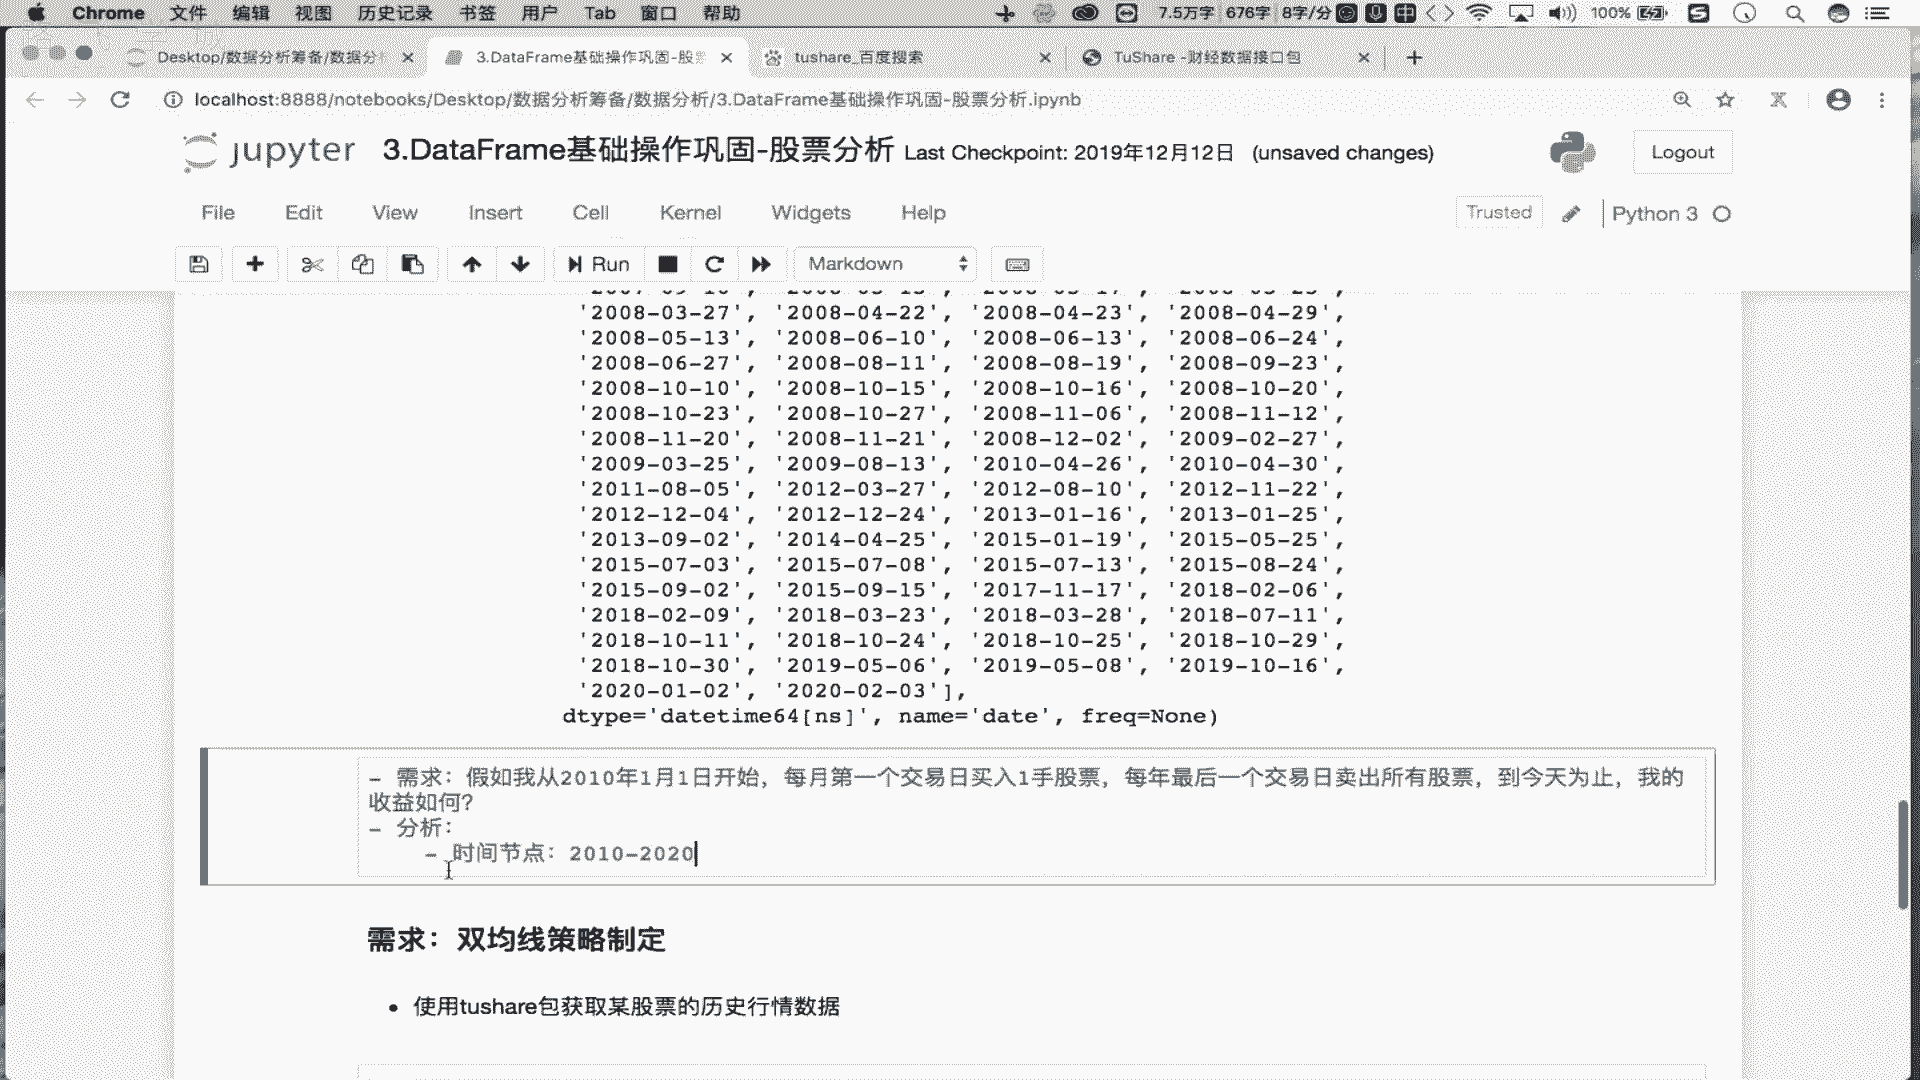 Chrome 文件 编辑 视图 历史记录 书签 用户 Tab 窗口 帮助 7.5万字 676字 8字/分 中 100%
Desktop/数据分析筹备/数据分 3.DataFrame基础操作巩固-股 tushare_百度搜索 TuShare -财经数据接口包
localhost:8888/notebooks/Desktop/数据分析筹备/数据分析/3.DataFrame基础操作巩固-股票分析.ipynb
jupyter 3.DataFrame基础操作巩固-股票分析 Last Checkpoint: 2019年12月12日 (unsaved changes) Logout
File Edit View Insert Cell Kernel Widgets Help Trusted Python 3
Run Markdown
'2008-03-27', '2008-04-22', '2008-04-23', '2008-04-29',
'2008-05-13', '2008-06-10', '2008-06-13', '2008-06-24',
'2008-06-27', '2008-08-11', '2008-08-19', '2008-09-23',
'2008-10-10', '2008-10-15', '2008-10-16', '2008-10-20',
'2008-10-23', '2008-10-27', '2008-11-06', '2008-11-12',
'2008-11-20', '2008-11-21', '2008-12-02', '2009-02-27',
'2009-03-25', '2009-08-13', '2010-04-26', '2010-04-30',
'2011-08-05', '2012-03-27', '2012-08-10', '2012-11-22',
'2012-12-04', '2012-12-24', '2013-01-16', '2013-01-25',
'2013-09-02', '2014-04-25', '2015-01-19', '2015-05-25',
'2015-07-03', '2015-07-08', '2015-07-13', '2015-08-24',
'2015-09-02', '2015-09-15', '2017-11-17', '2018-02-06',
'2018-02-09', '2018-03-23', '2018-03-28', '2018-07-11',
'2018-10-11', '2018-10-24', '2018-10-25', '2018-10-29',
'2018-10-30', '2019-05-06', '2019-05-08', '2019-10-16',
'2020-01-02', '2020-02-03'],
dtype='datetime64[ns]', name='date', freq=None)
- 需求：假如我从2010年1月1日开始，每月第一个交易日买入1手股票，每年最后一个交易日卖出所有股票，到今天为止，我的
收益如何？
- 分析：
- 时间节点：2010-2020
需求：双均线策略制定
• 使用tushare包获取某股票的历史行情数据